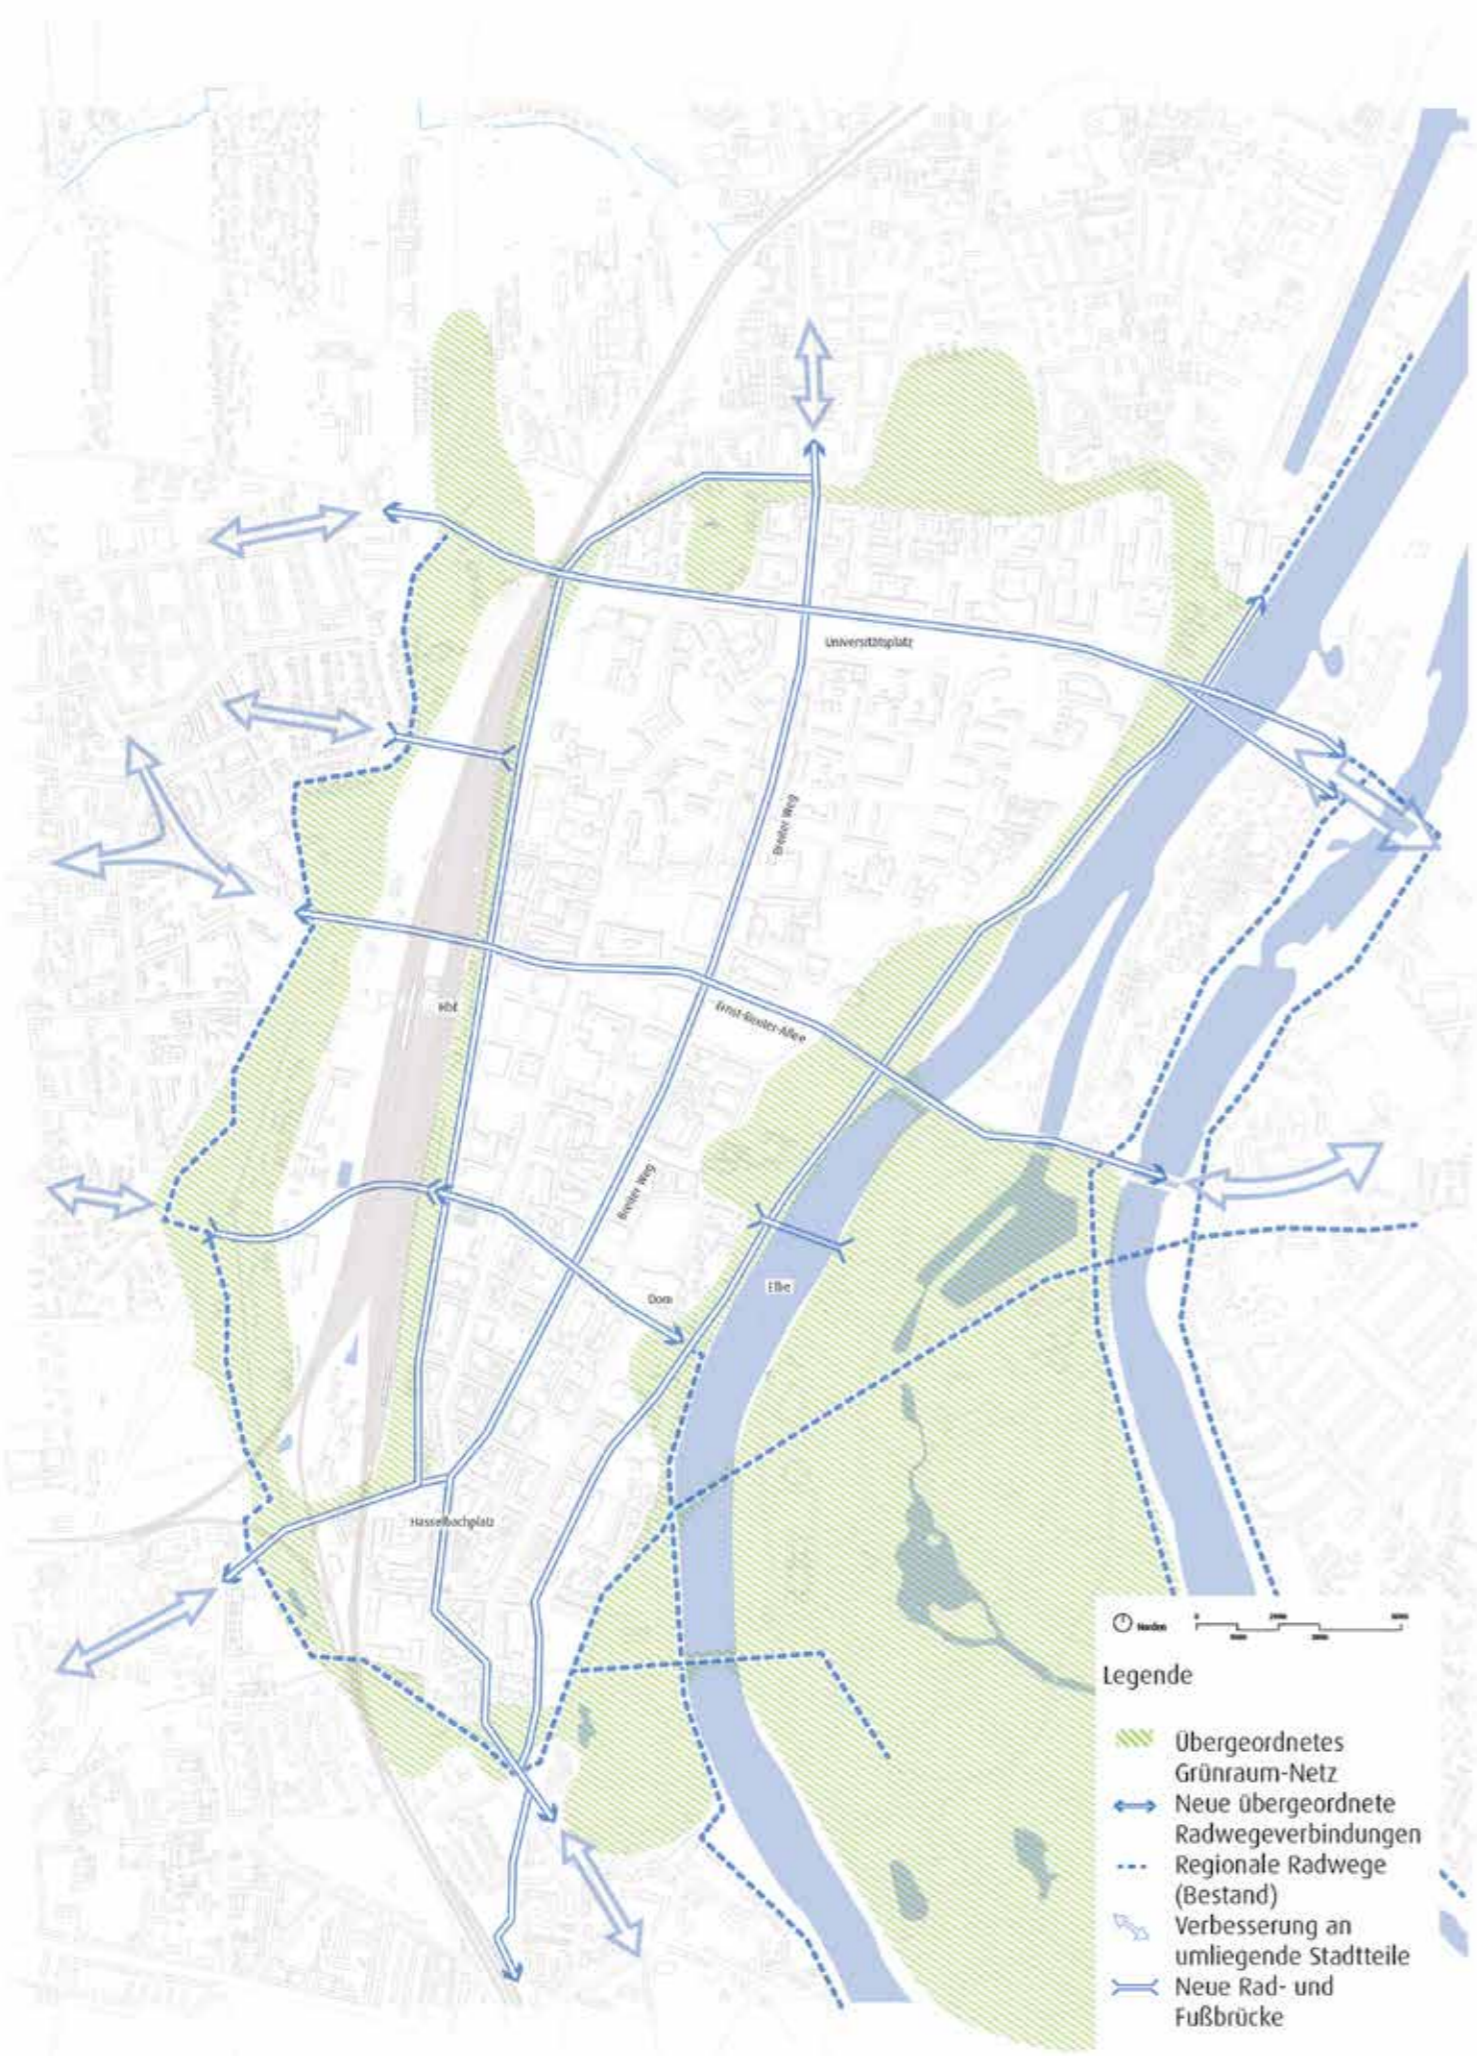 Universitätsplatz
Breiter Weg
Hbf
Ernst-Reuter-Allee
Breiter Weg
Elbe
Dom
Hasselbachplatz
Norden
Legende
Übergeordnetes
Grünraum-Netz
Neue übergeordnete
Radwegeverbindungen
Regionale Radwege
(Bestand)
Verbesserung an
umliegende Stadtteile
Neue Rad- und
Fußbrücke